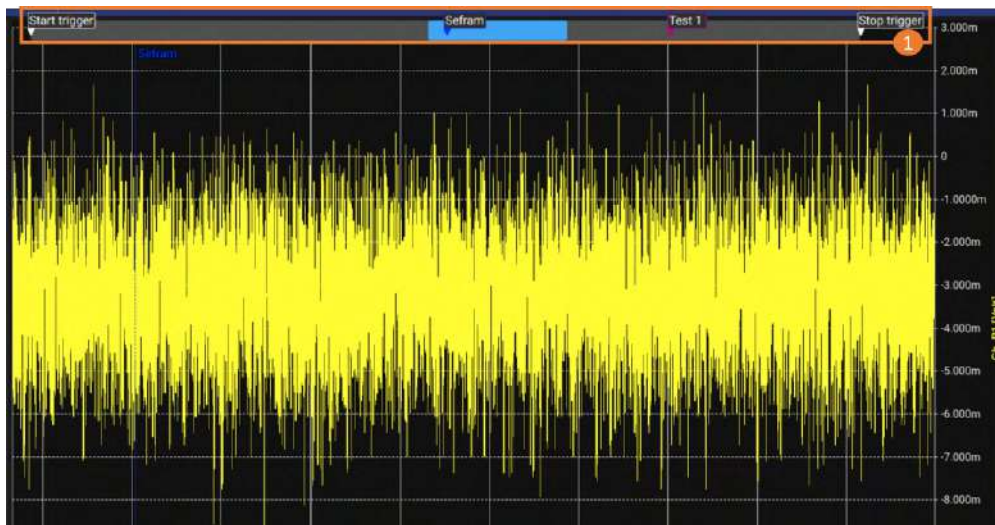 Start trigger Sefram Test 1 Stop trigger
3.000m
1
Sefram
2.000m
1.000m
0
-1.0000m
-2.000m
-3.000m
-4.000m
-5.000m
-6.000m
-7.000m
-8.000m